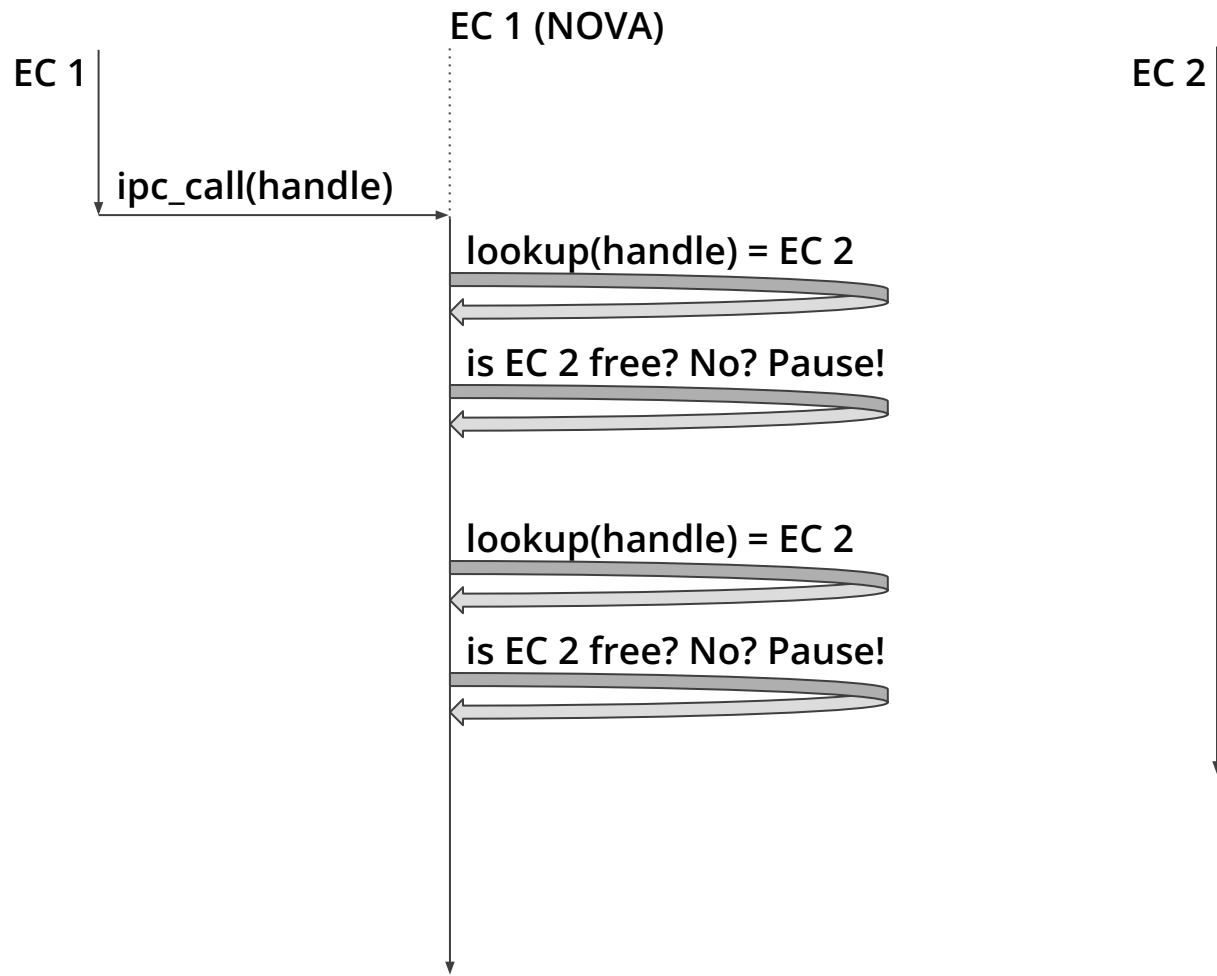 EC 1 (NOVA)
EC 1
EC 2
ipc_call(handle)
lookup(handle) = EC 2
is EC 2 free? No? Pause!
lookup(handle) = EC 2
is EC 2 free? No? Pause!